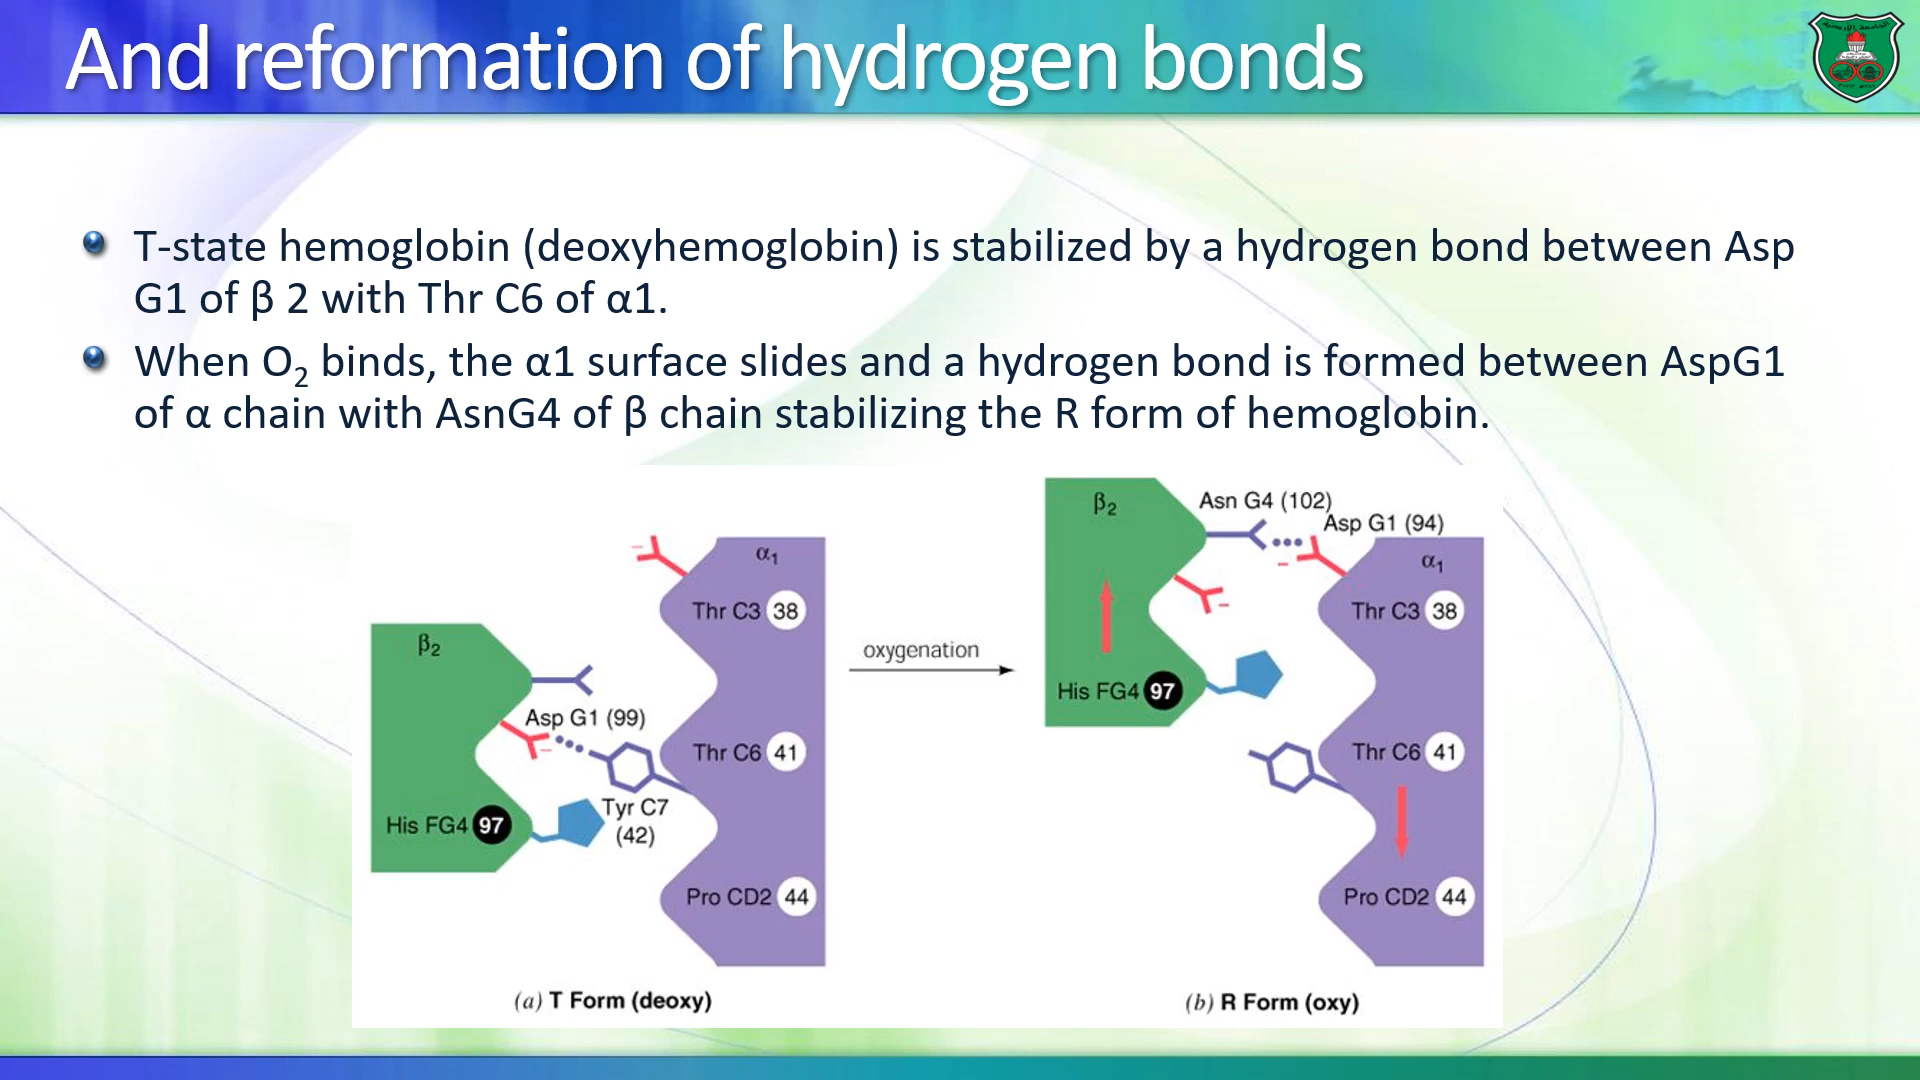 And reformation of hydrogen bonds
T-state hemoglobin (deoxyhemoglobin) is stabilized by a hydrogen bond between Asp
G1 of β 2 with Thr C6 of α1.
When O₂ binds, the α1 surface slides and a hydrogen bond is formed between AspG1
of α chain with AsnG4 of β chain stabilizing the R form of hemoglobin.
β₂
Asp G1 (99)
His FG4 97
Tyr C7
(42)
α₁
Thr C3 38
Thr C6 41
Pro CD2 44
(a) T Form (deoxy)
oxygenation
β₂
Asn G4 (102)
Asp G1 (94)
His FG4 97
α₁
Thr C3 38
Thr C6 41
Pro CD2 44
(b) R Form (oxy)